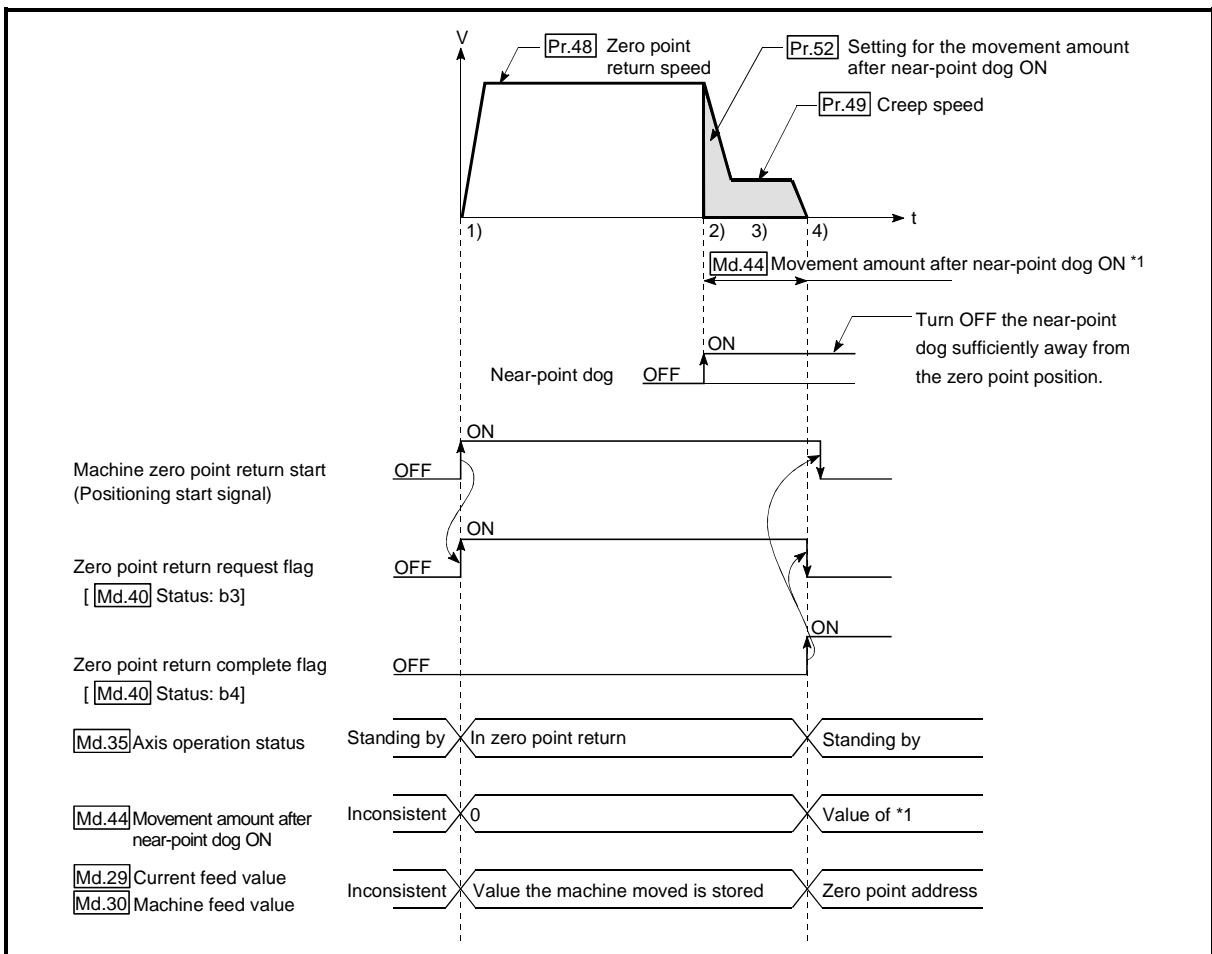 V
Pr.48 Zero point
return speed
Pr.52 Setting for the movement amount
after near-point dog ON
Pr.49 Creep speed
t
1) 2) 3) 4)
Md.44 Movement amount after near-point dog ON *1
Turn OFF the near-point
dog sufficiently away from
the zero point position.
ON
Near-point dog OFF
ON
Machine zero point return start OFF
(Positioning start signal)
ON
Zero point return request flag OFF
[ Md.40 Status: b3]
ON
Zero point return complete flag OFF
[ Md.40 Status: b4]
Md.35 Axis operation status Standing by In zero point return Standing by
Md.44 Movement amount after Inconsistent 0 Value of *1
near-point dog ON
Md.29 Current feed value
Md.30 Machine feed value Inconsistent Value the machine moved is stored Zero point address